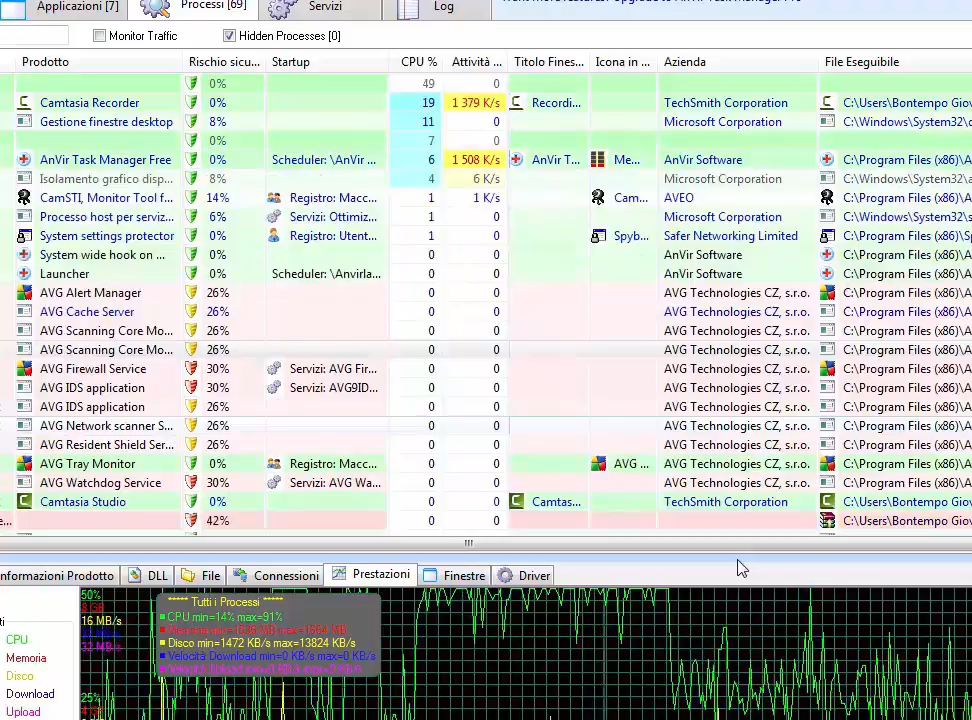 Applicazioni [7] Processi [69] Servizi Log
Monitor Traffic Hidden Processes [0]
Prodotto Rischio sicu... Startup CPU % Attività ... Titolo Fines... Icona in ... Azienda File Eseguibile
0% 49 0
Camtasia Recorder 0% 19 1 379 K/s Recordi... TechSmith Corporation C:\Users\Bontempo Gio
Gestione finestre desktop 8% 11 0 Microsoft Corporation C:\Windows\System32\
0% 7 0
AnVir Task Manager Free 0% Scheduler: \AnVir ... 6 1 508 K/s AnVir T... Me... AnVir Software C:\Program Files (x86)\A
Isolamento grafico disp... 8% 4 6 K/s Microsoft Corporation C:\Windows\System32\
CamSTI, Monitor Tool f... 14% Registro: Macc... 1 1 K/s Cam... AVEO C:\Program Files (x86)\A
Processo host per serviz... 6% Servizi: Ottimiz... 1 0 Microsoft Corporation C:\Windows\System32\s
System settings protector 0% Registro: Utent... 1 0 Spyb... Safer Networking Limited C:\Program Files (x86)\Sp
System wide hook on ... 0% 0 0 AnVir Software C:\Program Files (x86)\A
Launcher 0% Scheduler: \Anvirla... 0 0 AnVir Software C:\Program Files (x86)\A
AVG Alert Manager 26% 0 0 AVG Technologies CZ, s.r.o. C:\Program Files (x86)\A
AVG Cache Server 26% 0 0 AVG Technologies CZ, s.r.o. C:\Program Files (x86)\A
AVG Scanning Core Mo... 26% 0 0 AVG Technologies CZ, s.r.o. C:\Program Files (x86)\A
AVG Scanning Core Mo... 26% 0 0 AVG Technologies CZ, s.r.o. C:\Program Files (x86)\A
AVG Firewall Service 30% Servizi: AVG Fir... 0 0 AVG Technologies CZ, s.r.o. C:\Program Files (x86)\A
AVG IDS application 30% Servizi: AVG9ID... 0 0 AVG Technologies CZ, s.r.o. C:\Program Files (x86)\A
AVG IDS application 26% 0 0 AVG Technologies CZ, s.r.o. C:\Program Files (x86)\A
AVG Network scanner S... 26% 0 0 AVG Technologies CZ, s.r.o. C:\Program Files (x86)\A
AVG Resident Shield Ser... 26% 0 0 AVG Technologies CZ, s.r.o. C:\Program Files (x86)\A
AVG Tray Monitor 0% Registro: Macc... 0 0 AVG ... AVG Technologies CZ, s.r.o. C:\Program Files (x86)\A
AVG Watchdog Service 30% Servizi: AVG Wa... 0 0 AVG Technologies CZ, s.r.o. C:\Program Files (x86)\A
Camtasia Studio 0% 0 0 Camtas... TechSmith Corporation C:\Users\Bontempo Gio
e... 42% 0 0 C:\Users\Bontempo Gio
nformazioni Prodotto DLL File Connessioni Prestazioni Finestre Driver
50%
16 MB/s
***** Tutti i Processi *****
CPU min=14% max=91%
Disco min=1472 KB/s max=13824 KB/s
Velocità Download min=0 KB/s max=0 KB/s
ti
CPU
Memoria
Disco
Download
Upload
25%